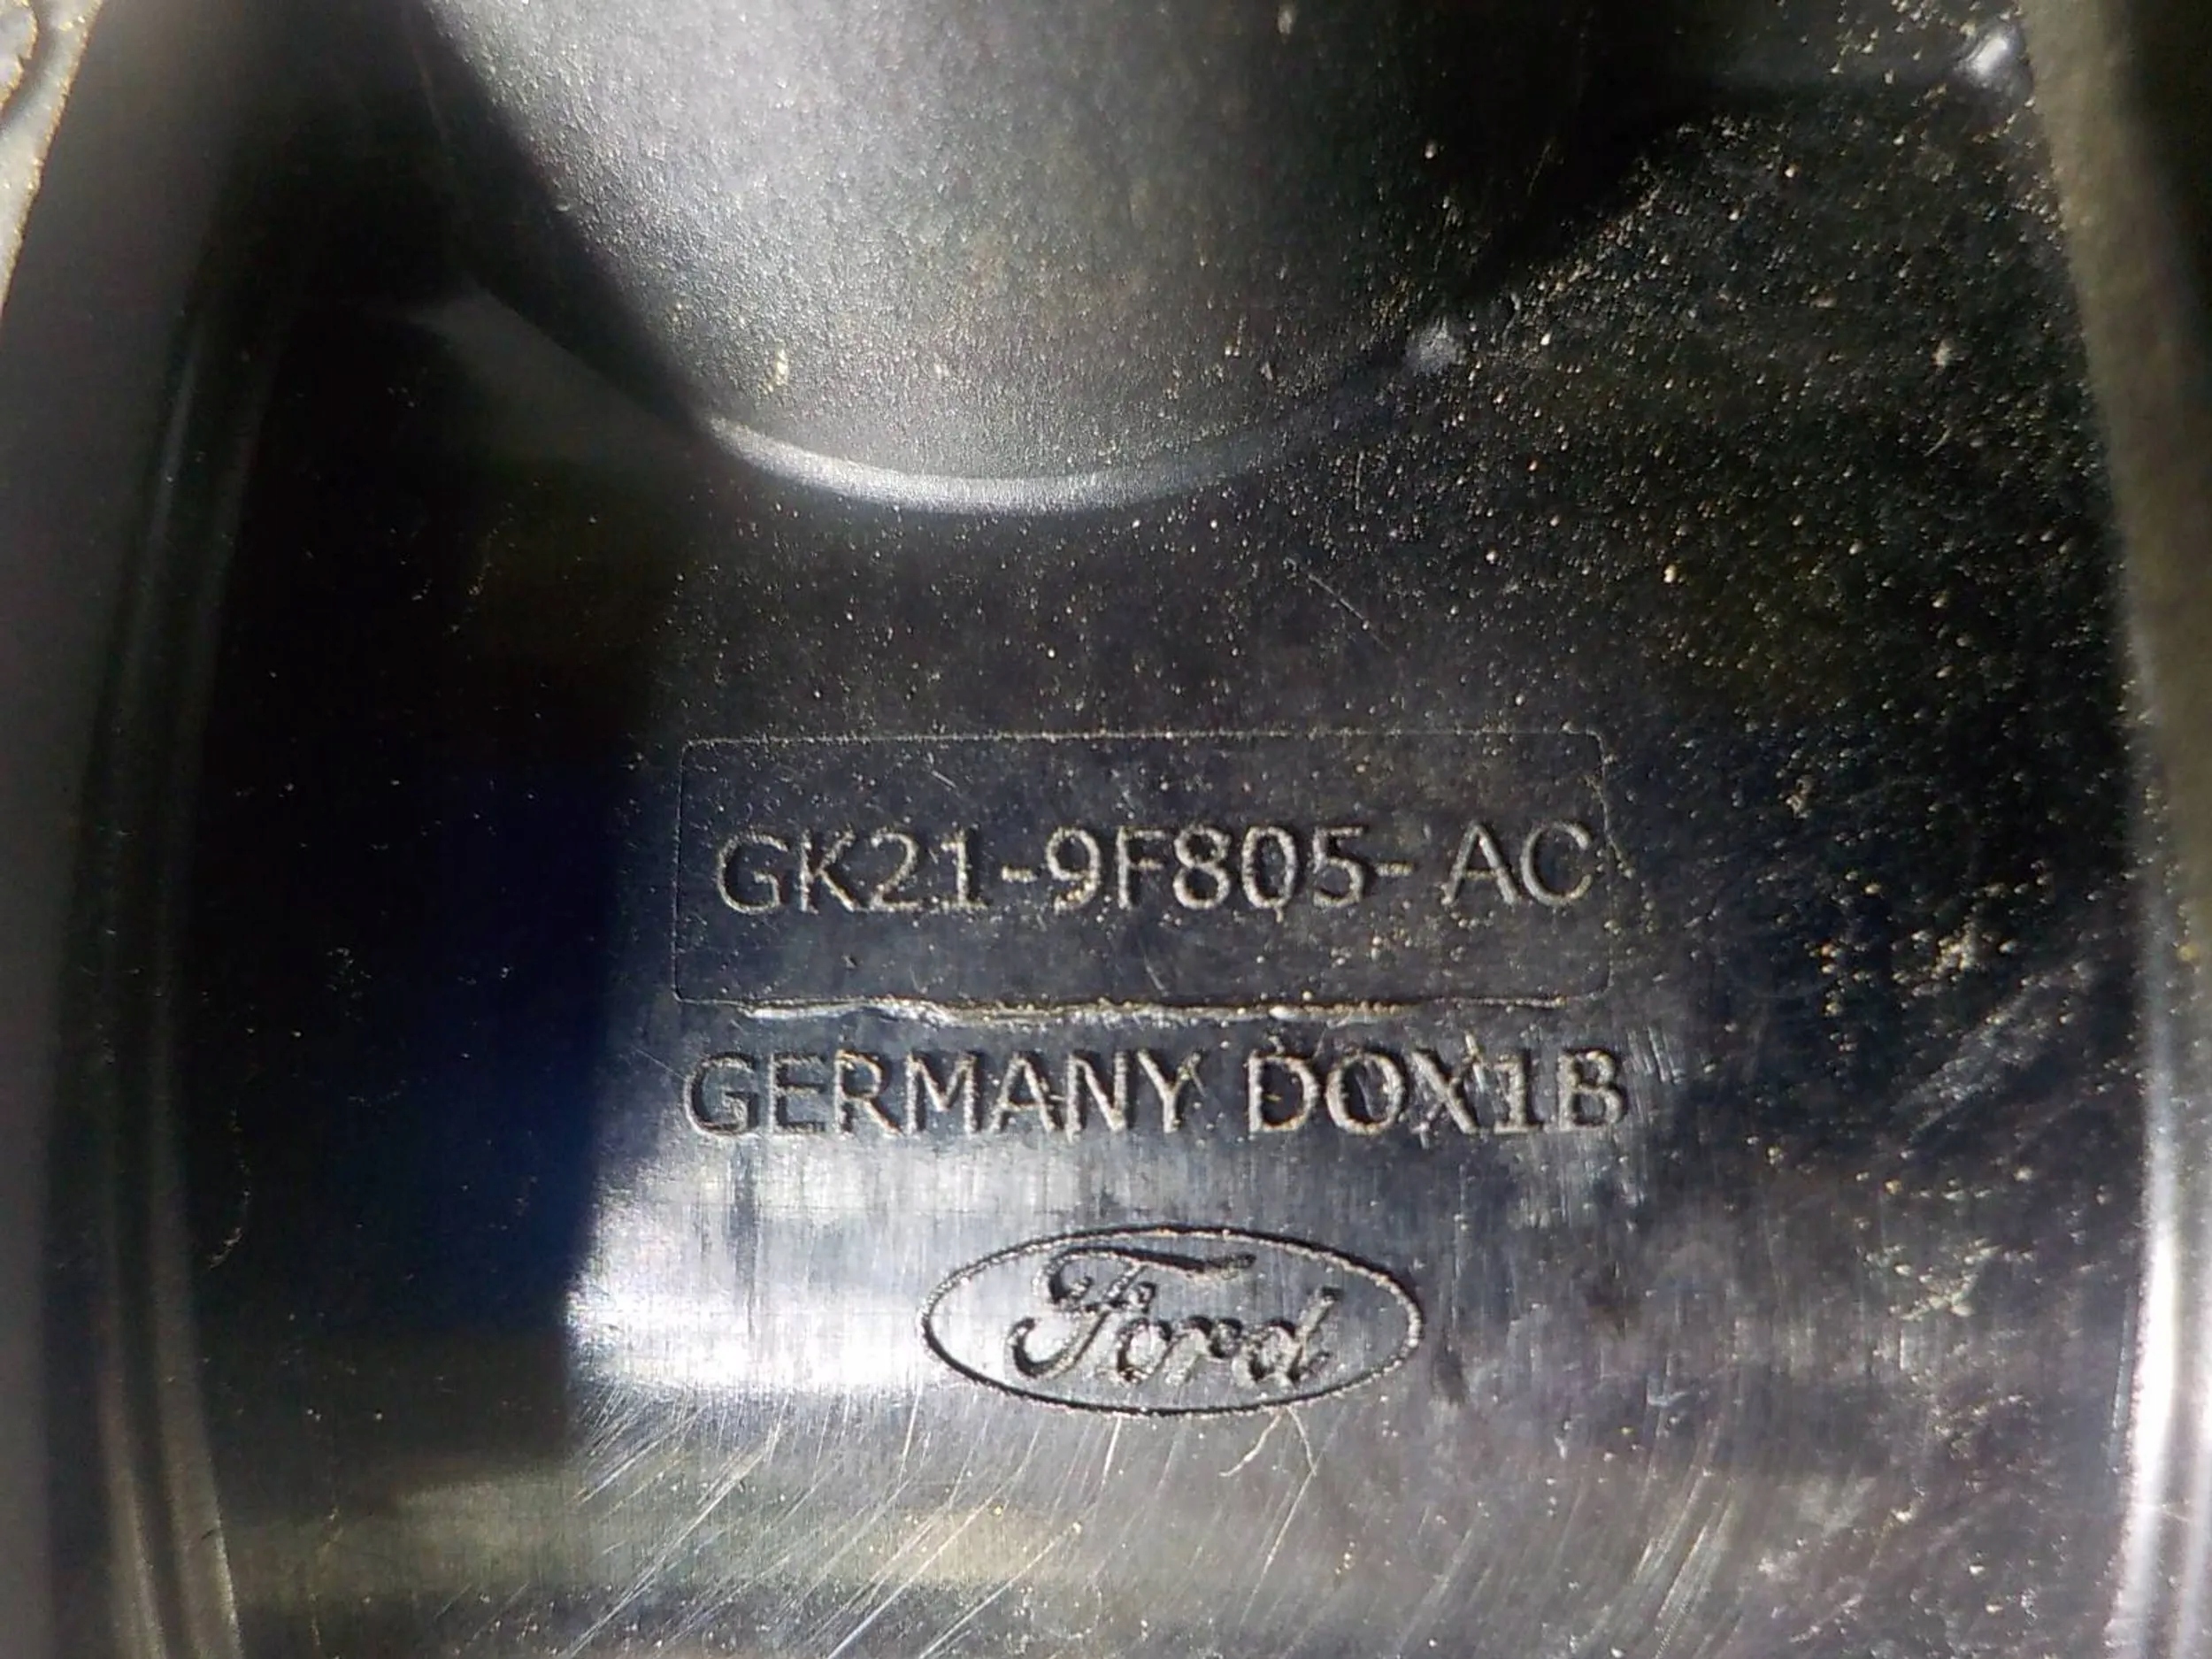 GK21-9F805- AC
GERMANY DOX1B
Ford